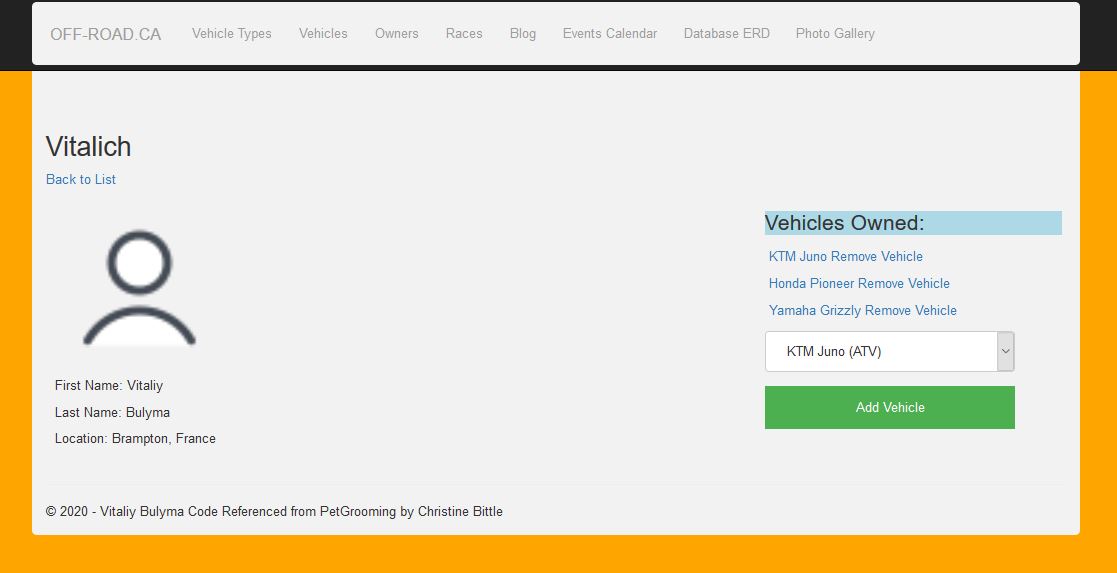 OFF-ROAD.CA Vehicle Types Vehicles Owners Races Blog Events Calendar Database ERD Photo Gallery
Vitalich
Back to List
First Name: Vitaliy
Last Name: Bulyma
Location: Brampton, France
Vehicles Owned:
KTM Juno Remove Vehicle
Honda Pioneer Remove Vehicle
Yamaha Grizzly Remove Vehicle
KTM Juno (ATV)
Add Vehicle
© 2020 - Vitaliy Bulyma Code Referenced from PetGrooming by Christine Bittle